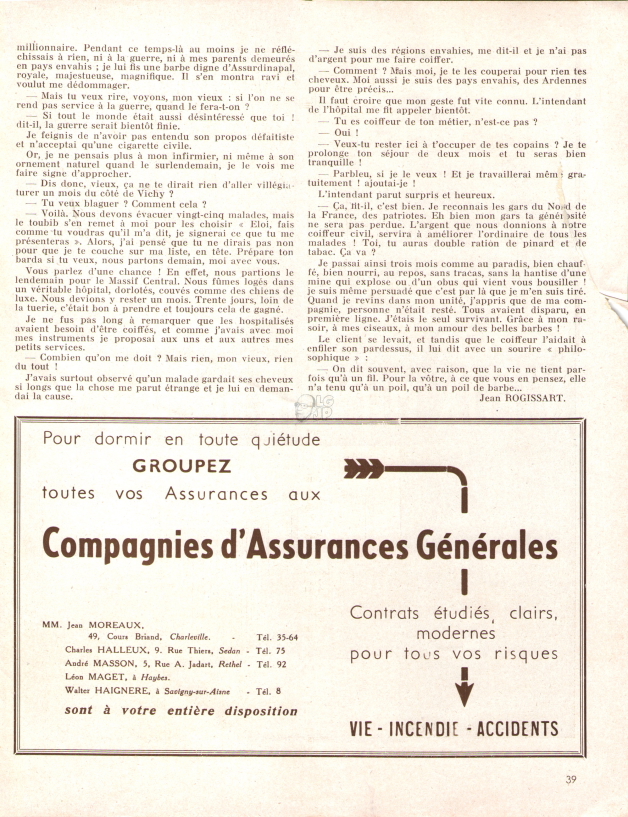 millionnaire. Pendant ce temps-là au moins je ne réflé-
chissais à rien, ni à la guerre, ni à mes parents demeurés
en pays envahis ; je lui fis une barbe digne d'Assurdinapal,
royale, majestueuse, magnifique. Il s'en montra ravi et
voulut me dédommager.
— Mais tu veux rire, voyons, mon vieux : si l'on ne se
rend pas service à la guerre, quand le fera-t-on ?
— Si tout le monde était aussi désintéressé que toi !
dit-il, la guerre serait bientôt finie.
Je feignis de n'avoir pas entendu son propos défaitiste
et n'acceptai qu'une cigarette civile.
Or, je ne pensais plus à mon infirmier, ni même à son
ornement naturel quand le surlendemain, je le vois me
faire signe d'approcher.
— Dis donc, vieux, ça ne te dirait rien d'aller villégia-
turer un mois du côté de Vichy ?
— Tu veux blaguer ? Comment cela ?
— Voilà. Nous devons évacuer vingt-cinq malades, mais
le toubib s'en remet à moi pour les choisir « Eloi, fais
comme tu voudras qu'il m'a dit, je signerai ce que tu me
présenteras ». Alors, j'ai pensé que tu ne dirais pas non
pour que je te couche sur ma liste, en tête. Prépare ton
barda si tu veux, nous partons demain, moi avec vous.
Vous parlez d'une chance ! En effet, nous partions le
lendemain pour le Massif Central. Nous fûmes logés dans
un véritable hôpital, dorlotés, couvés comme des chiens de
luxe. Nous devions y rester un mois. Trente jours, loin de
la tuerie, c'était bon à prendre et toujours cela de gagné.
Je ne fus pas long à remarquer que les hospitalisés
avaient besoin d'être coiffés, et comme j'avais avec moi
mes instruments je proposai aux uns et aux autres mes
petits services.
— Combien qu'on me doit ? Mais rien, mon vieux, rien
du tout !
J'avais surtout observé qu'un malade gardait ses cheveux
si longs que la chose me parut étrange et je lui en deman-
dai la cause.
— Je suis des régions envahies, me dit-il et je n'ai pas
d'argent pour me faire coiffer.
— Comment ? Mais moi, je te les couperai pour rien tes
cheveux. Moi aussi je suis des pays envahis, des Ardennes
pour être précis...
Il faut croire que mon geste fut vite connu. L'intendant
de l'hôpital me fit appeler bientôt.
— Tu es coiffeur de ton métier, n'est-ce pas ?
— Oui !
— Veux-tu rester ici à t'occuper de tes copains ? Je te
prolonge ton séjour de deux mois et tu seras bien
tranquille !
— Parbleu, si je le veux ! Et je travaillerai même gra-
tuitement ! ajoutai-je !
L'intendant parut surpris et heureux.
— Ça, fit-il, c'est bien. Je reconnais les gars du Nord de
la France, des patriotes. Eh bien mon gars ta générosité
ne sera pas perdue. L'argent que nous donnions à notre
coiffeur civil, servira à améliorer l'ordinaire de tous les
malades ! Toi, tu auras double ration de pinard et de
tabac. Ça va ?
Je passai ainsi trois mois comme au paradis, bien chauf-
fé, bien nourri, au repos, sans tracas, sans la hantise d'une
mine qui explose ou d'un obus qui vient vous bousiller !
je suis même persuadé que c'est par là que je m'en suis tiré.
Quand je revins dans mon unité, j'appris que de ma com-
pagnie, personne n'était resté. Tous avaient disparu, en
première ligne. J'étais le seul survivant. Grâce à mon ra-
soir, à mes ciseaux, à mon amour des belles barbes !
Le client se levait, et tandis que le coiffeur l'aidait à
enfiler son pardessus, il lui dit avec un sourire « philo-
sophique » :
— On dit souvent, avec raison, que la vie ne tient par-
fois qu'à un fil. Pour la vôtre, à ce que vous en pensez, elle
n'a tenu qu'à un poil, qu'à un poil de barbe...
Jean ROGISSART.
Pour dormir en toute quiétude
GROUPEZ
toutes vos Assurances aux
Compagnies d'Assurances Générales
MM. Jean MOREAUX,
49, Cours Briand, Charleville. - Tél. 35-64
Charles HALLEUX, 9. Rue Thiers, Sedan - Tél. 75
André MASSON, 5, Rue A. Jadart, Rethel - Tél. 92
Léon MAGET, à Haybes.
Walter HAIGNERE, à Savigny-sur-Aisne - Tél. 8
sont à votre entière disposition
Contrats étudiés, clairs,
modernes
pour tous vos risques
VIE - INCENDIE - ACCIDENTS
39